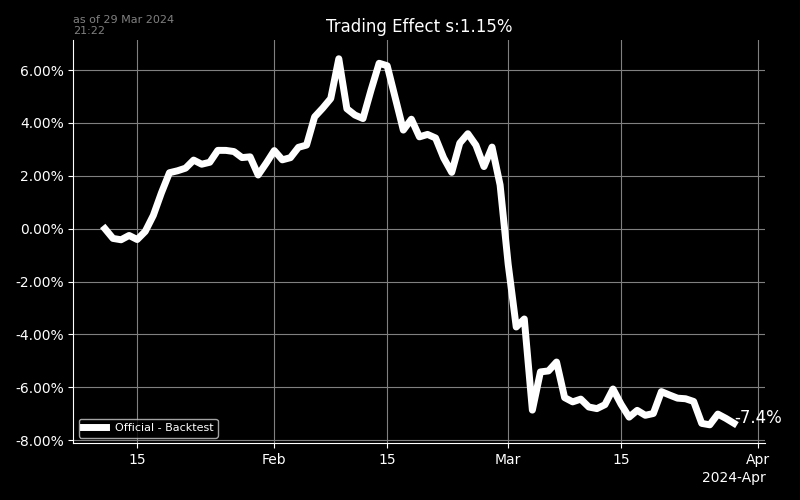 as of 29 Mar 2024
21:22
Trading Effect s:1.15%
6.00%
4.00%
2.00%
0.00%
-2.00%
-4.00%
-6.00%
-8.00%
-7.4%
Official - Backtest
15
Feb
15
Mar
15
Apr
2024-Apr